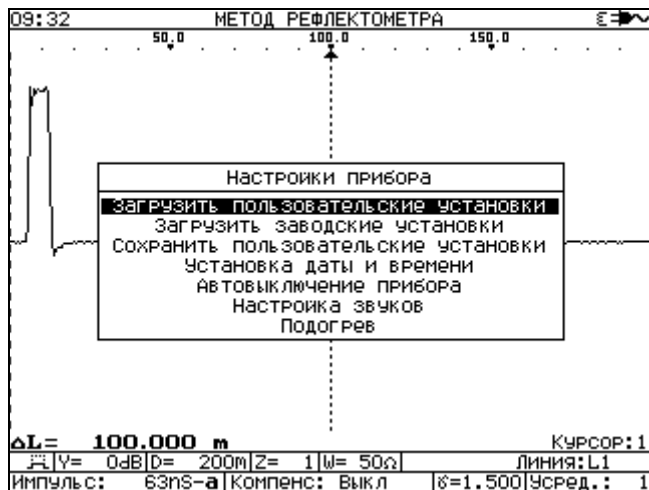 09:32 МЕТОД РЕФЛЕКТОМЕТРА
50.0 100.0 150.0
Настройки прибора
Загрузить пользовательские установки
Загрузить заводские установки
Сохранить пользовательские установки
Установка даты и времени
Автовыключение прибора
Настройка звуков
Подогрев
ΔL= 100.000 m Курсор:1
Y= 0dB D= 200m Z= 1 W= 50Ω Линия:L1
Импульс: 63nS-a Компенс: Выкл ४=1.500 Усред.: 1